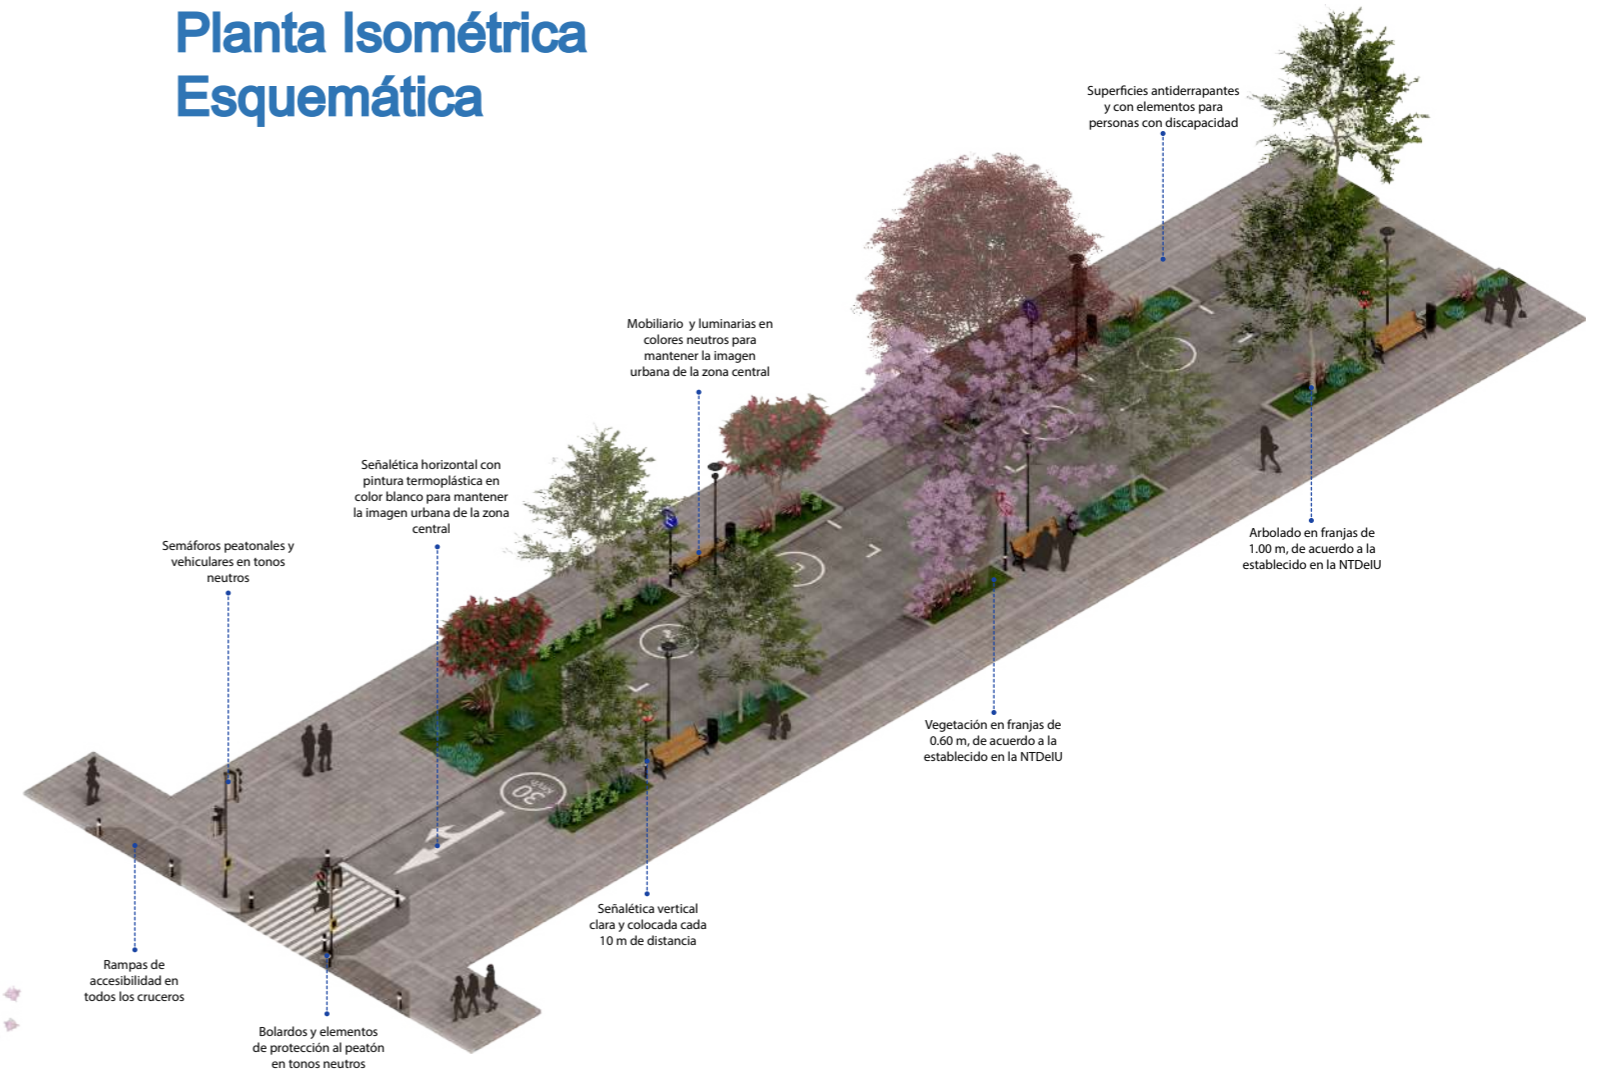 Planta Isométrica
Esquemática
Superficies antiderrapantes
y con elementos para
personas con discapacidad
Mobiliario y luminarias en
colores neutros para
mantener la imagen
urbana de la zona central
Señalética horizontal con
pintura termoplástica en
color blanco para mantener
la imagen urbana de la zona
central
Semáforos peatonales y
vehiculares en tonos
neutros
Arbolado en franjas de
1.00 m, de acuerdo a la
establecido en la NTDeIU
Vegetación en franjas de
0.60 m, de acuerdo a la
establecido en la NTDeIU
30
km/h
Señalética vertical
clara y colocada cada
10 m de distancia
Rampas de
accesibilidad en
todos los cruceros
Bolardos y elementos
de protección al peatón
en tonos neutros